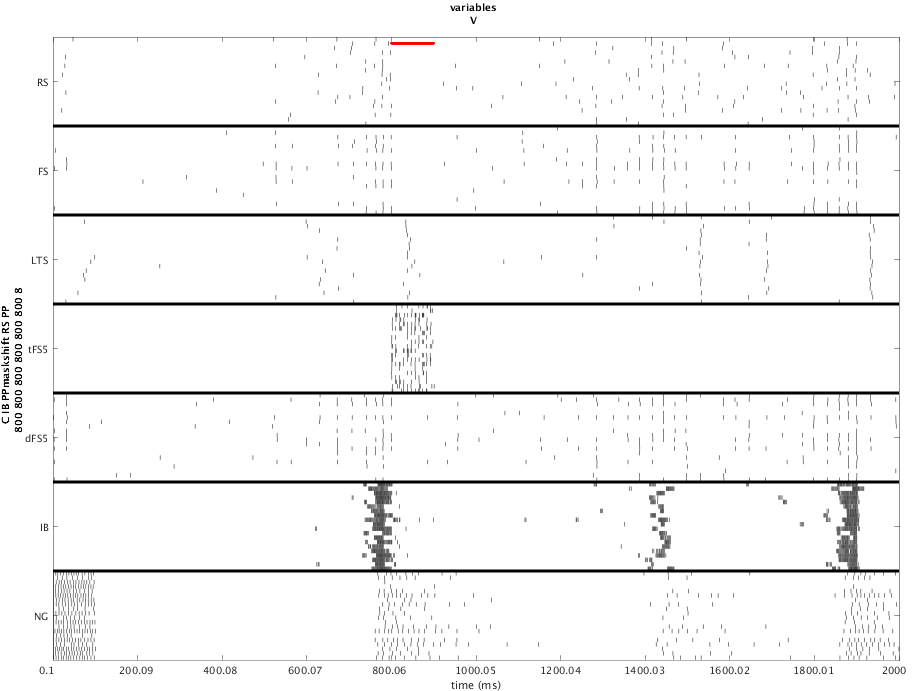 variables
V
RS
FS
LTS
tFS5
dFS5
IB
NG
C IB PPmaskshift RS PP
800 800 800 800 800 8
0.1 200.09 400.08 600.07 800.06 1000.05 1200.04 1400.03 1600.02 1800.01 2000
time (ms)